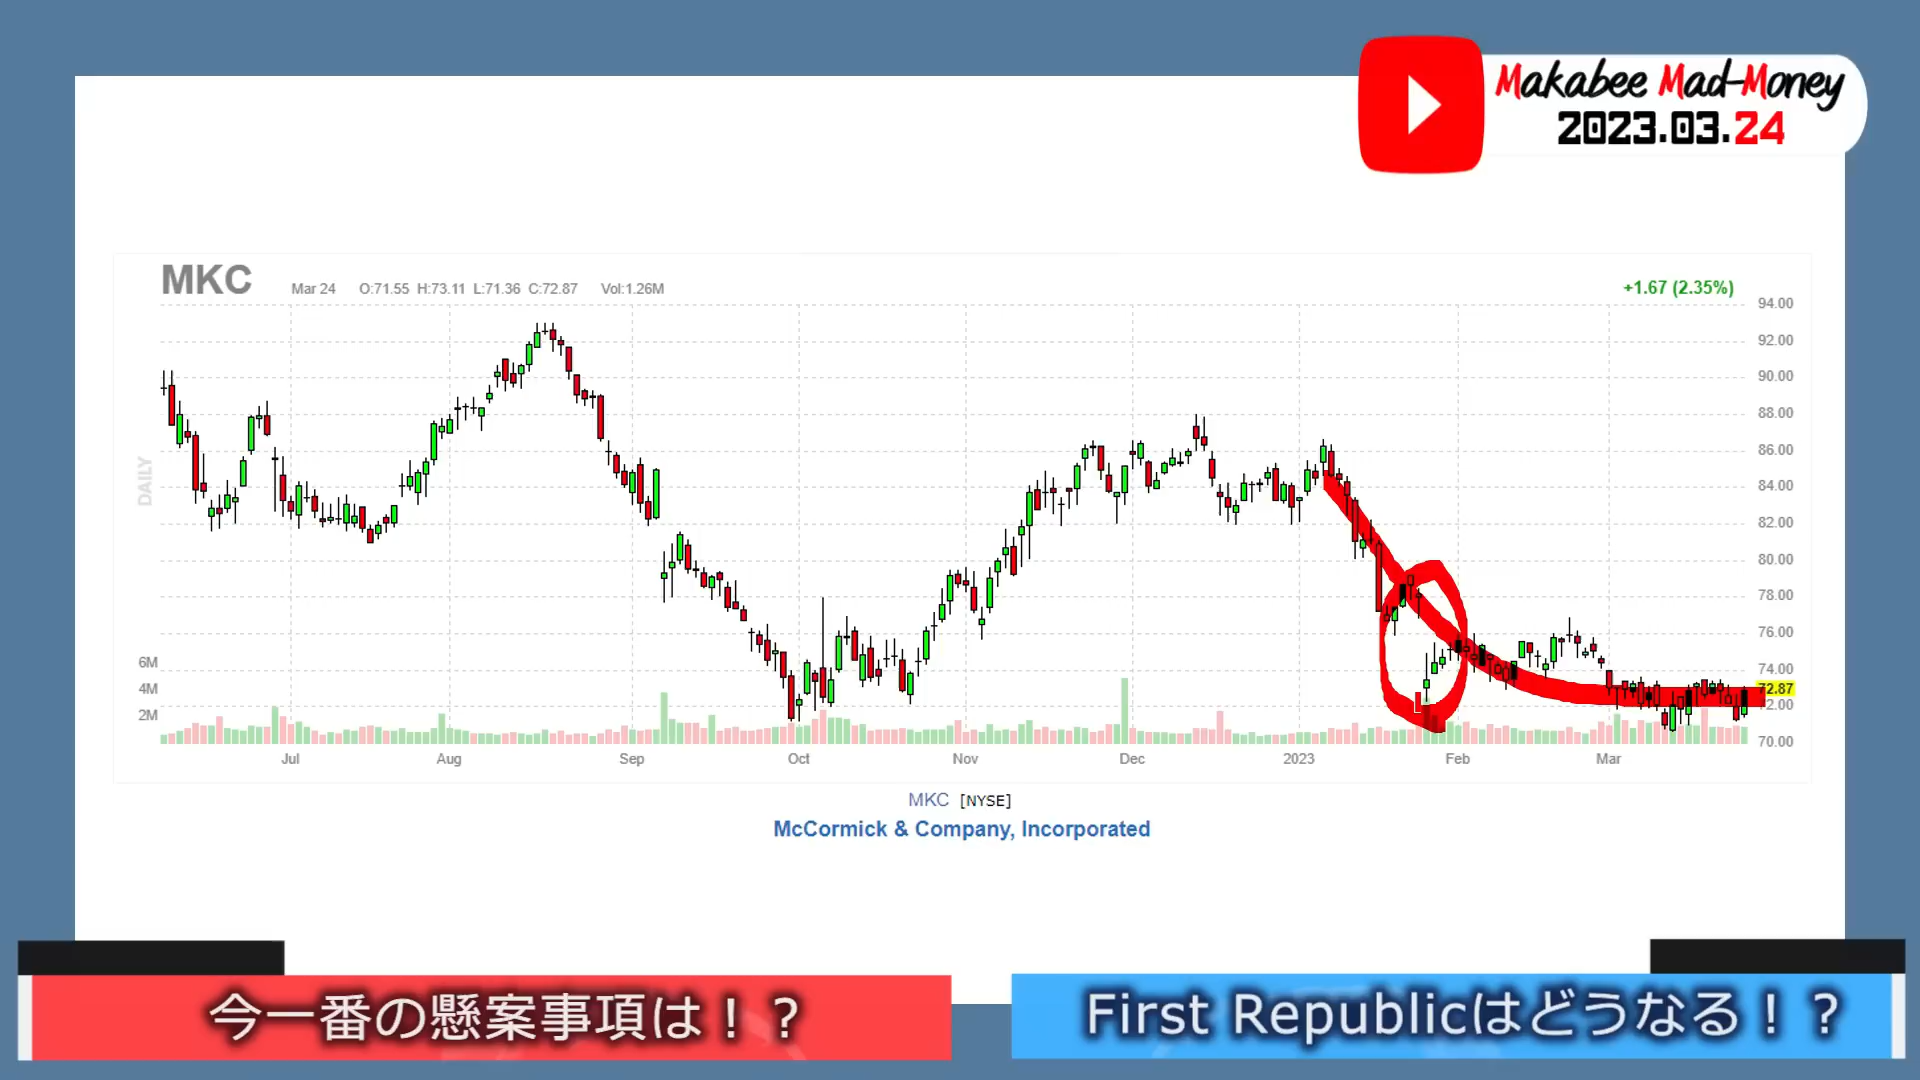 Makabee Mad-Money
2023.03.24
MKC Mar 24 O:71.55 H:73.11 L:71.36 C:72.87 Vol:1.26M +1.67 (2.35%)
94.00
92.00
90.00
88.00
86.00
84.00
82.00
80.00
78.00
76.00
74.00
72.87
72.00
70.00
DAILY
6M
4M
2M
Jul Aug Sep Oct Nov Dec 2023 Feb Mar
MKC [NYSE]
McCormick & Company, Incorporated
今一番の懸案事項は！？
First Republicはどうなる！？